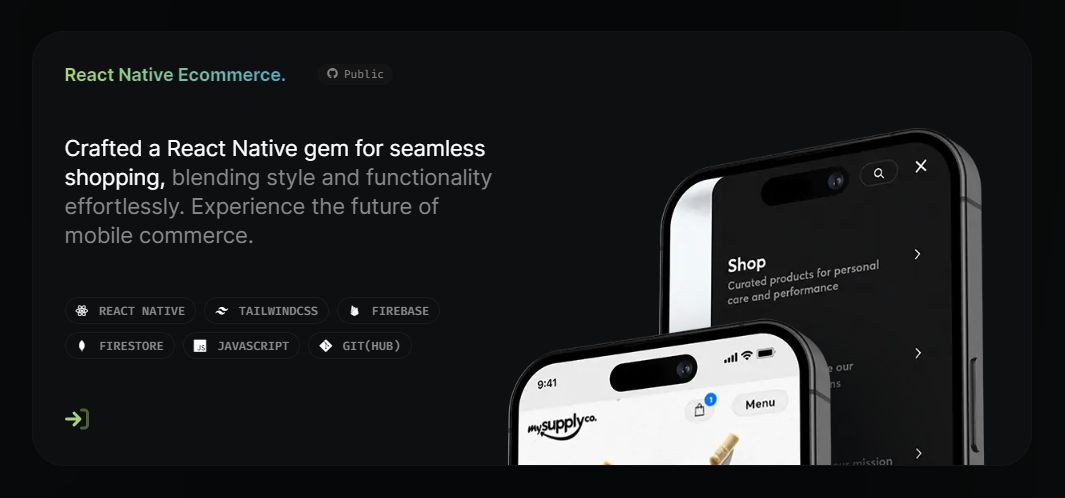 React Native Ecommerce.
Public
Crafted a React Native gem for seamless
shopping, blending style and functionality
effortlessly. Experience the future of
mobile commerce.
REACT NATIVE
TAILWINDCSS
FIREBASE
FIRESTORE
JS
JAVASCRIPT
GIT(HUB)
Shop
Curated products for personal
care and performance
e our
ns
our mission
9:41
1
Menu
mysupplyco.